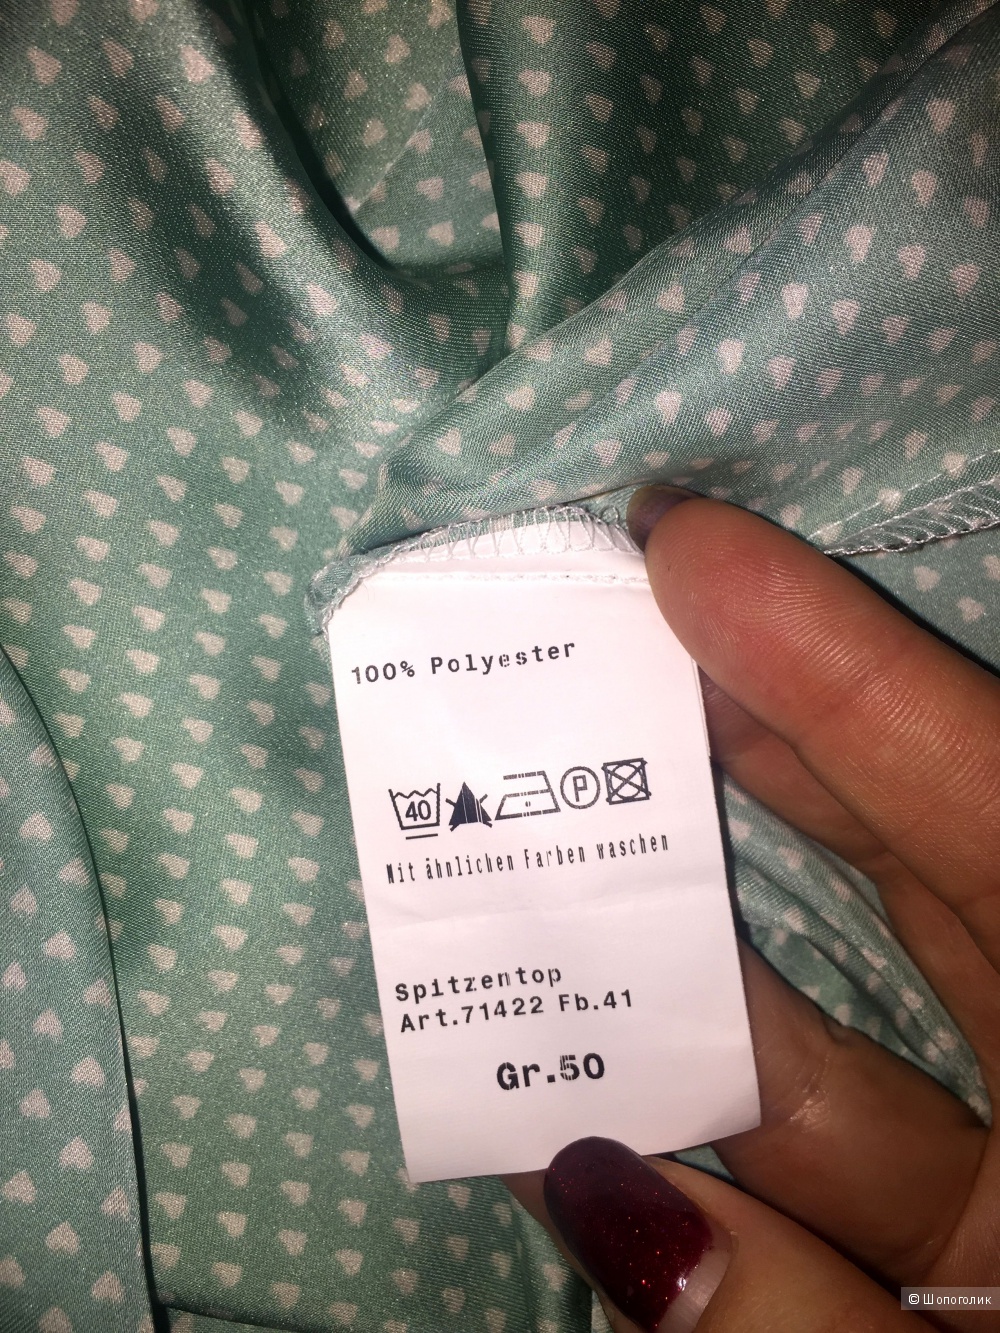 100% Polyester
40 P
Mit ähnlichen Farben waschen
Spitzentop
Art.71422 Fb.41
Gr.50
© Шопоголик